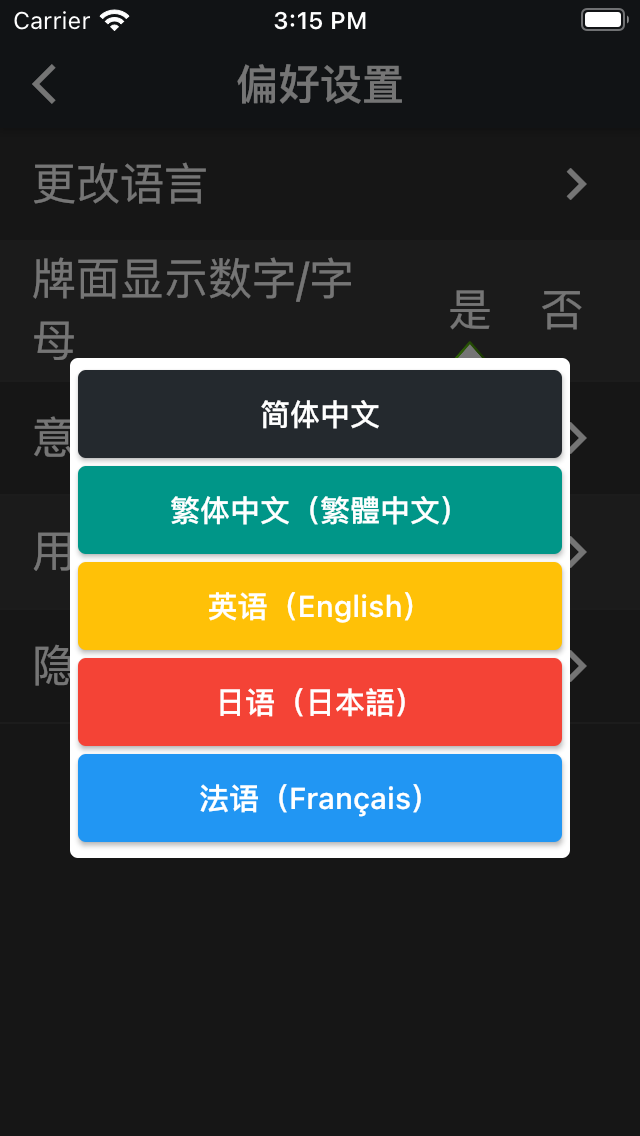 Carrier 3:15 PM
偏好设置
更改语言
牌面显示数字/字
母
是 否
意
用
隐
简体中文
繁体中文（繁體中文）
英语（English）
日语（日本語）
法语（Français）